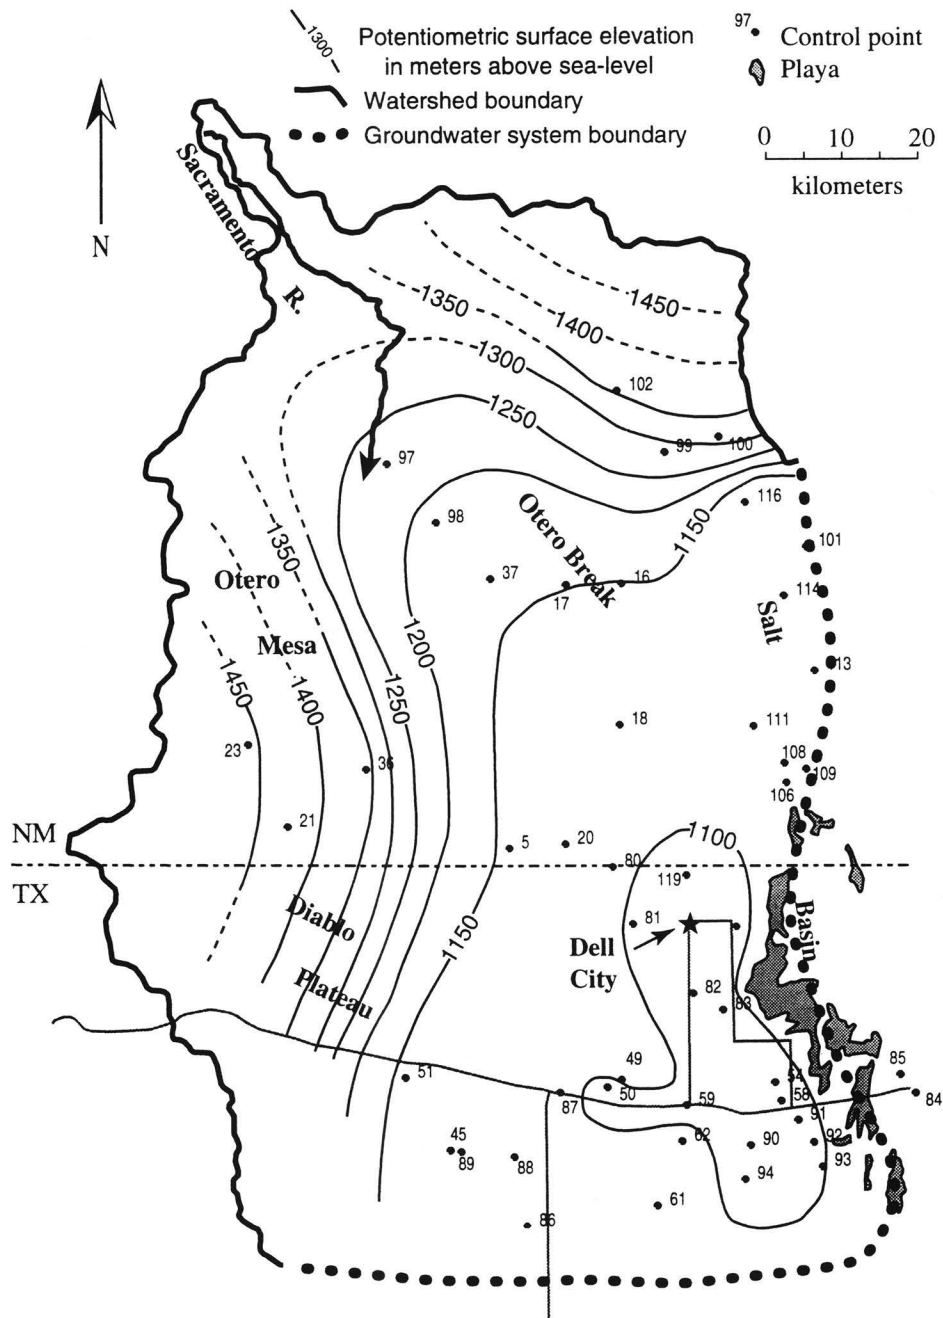 1300
Potentiometric surface elevation
in meters above sea-level
Watershed boundary
Groundwater system boundary
97
Control point
Playa
0 10 20
kilometers
N
Sacramento
R.
1450
1400
1350
1300
1250
102
100
99
97
116
98
Otero Break
1150
101
37
16
17
114
Salt
1350
Otero
Mesa
1200
13
1450
1400
1250
18
111
23
36
108
109
106
21
1100
NM
5
20
80
TX
119
Diablo
1150
81
Basin
Dell
City
Plateau
82
83
51
49
50
54
85
87
59
58
84
91
45
89
88
62
90
92
93
94
61
86